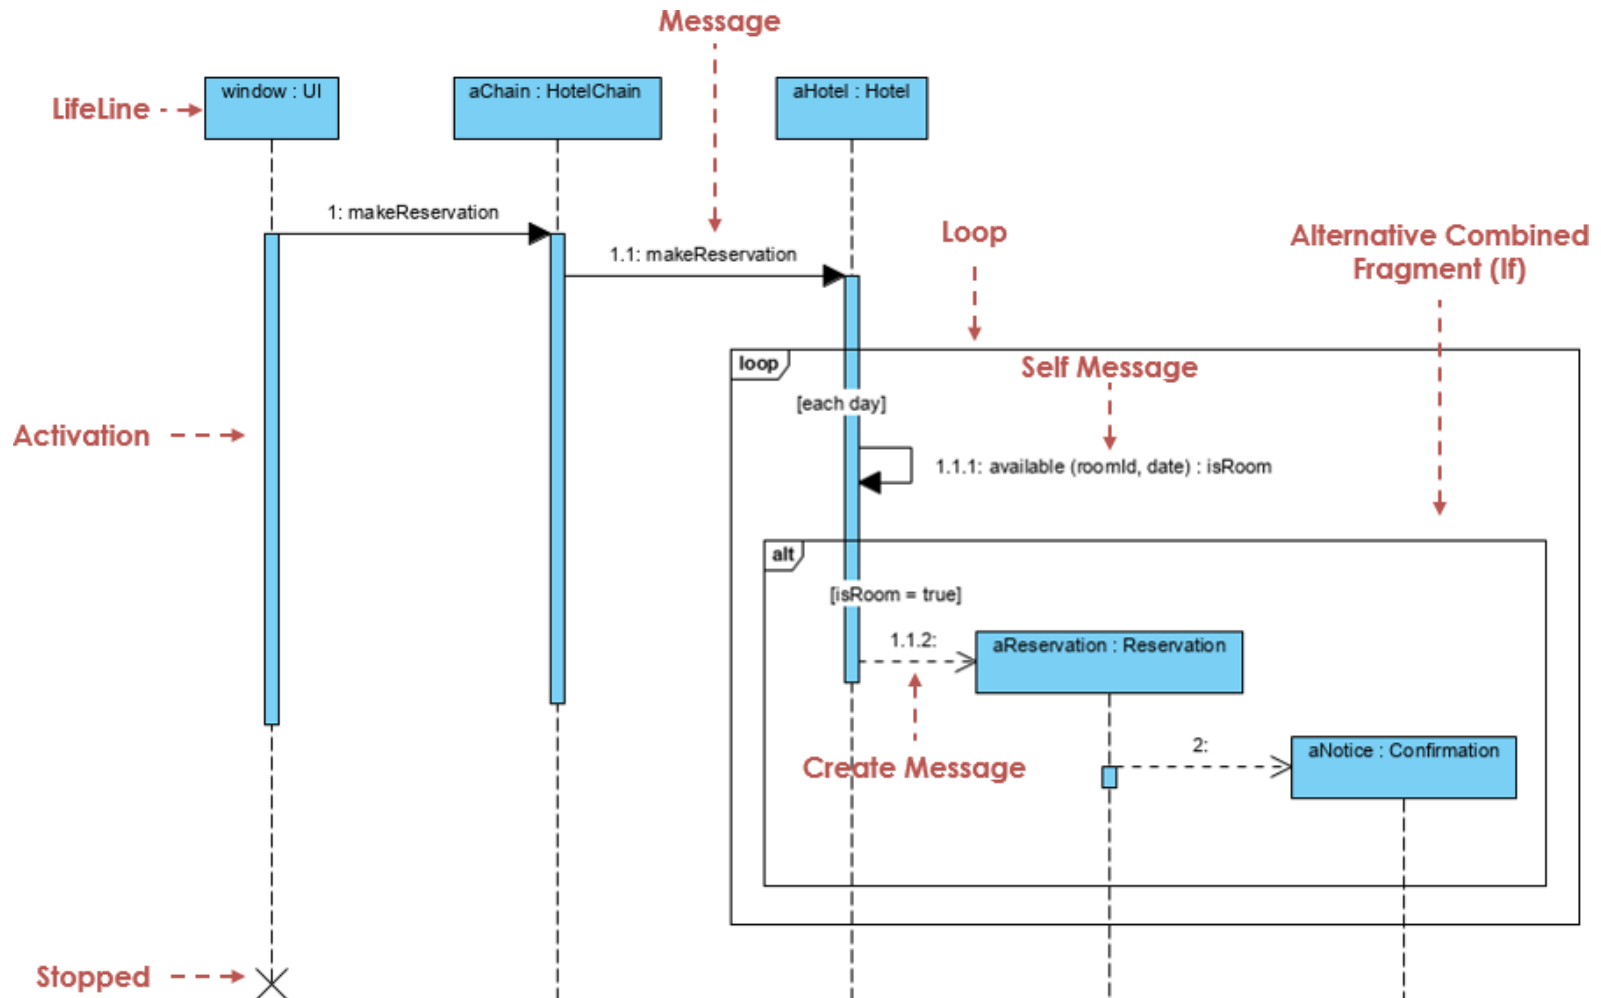 Message
LifeLine
window : UI
aChain : HotelChain
aHotel : Hotel
1: makeReservation
1.1: makeReservation
Loop
Alternative Combined
Fragment (If)
loop
Self Message
[each day]
Activation
1.1.1: available (roomId, date) : isRoom
alt
[isRoom = true]
1.1.2:
aReservation : Reservation
2:
aNotice : Confirmation
Create Message
Stopped